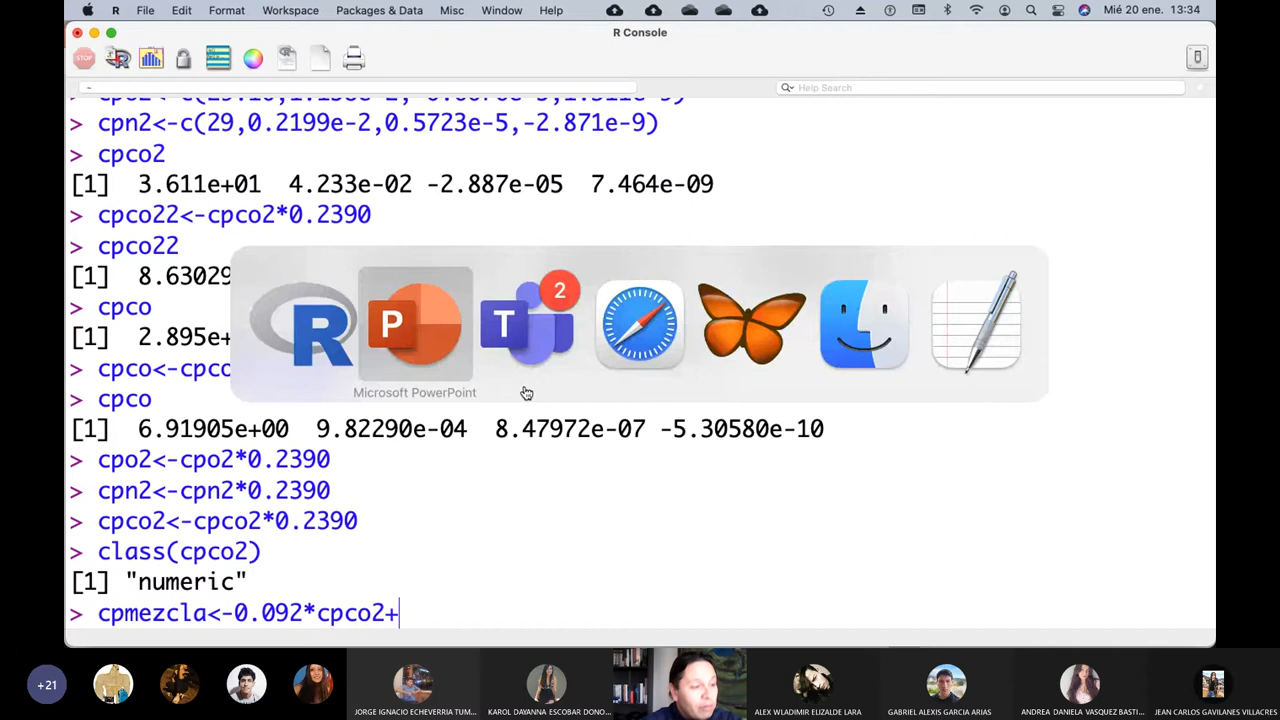 R File Edit Format Workspace Packages & Data Misc Window Help Mié 20 ene. 13:34
R Console
STOP
~ Help Search
> cpn2<-c(29,0.2199e-2,0.5723e-5,-2.871e-9)
> cpco2
[1] 3.611e+01 4.233e-02 -2.887e-05 7.464e-09
> cpco22<-cpco2*0.2390
> cpco22
[1] 8.63029
> cpco
[1] 2.895e+
> cpco<-cpc
> cpco
[1] 6.91905e+00 9.82290e-04 8.47972e-07 -5.30580e-10
> cpo2<-cpo2*0.2390
> cpn2<-cpn2*0.2390
> cpco2<-cpco2*0.2390
> class(cpco2)
[1] "numeric"
> cpmezcla<-0.092*cpco2+
R P T 2
Microsoft PowerPoint
+21
JORGE IGNACIO ECHEVERRIA TUM...
KAROL DAYANNA ESCOBAR DONO...
ALEX WLADIMIR ELIZALDE LARA
GABRIEL ALEXIS GARCIA ARIAS
ANDREA DANIELA VASQUEZ BASTI...
JEAN CARLOS GAVILANES VILLACRES